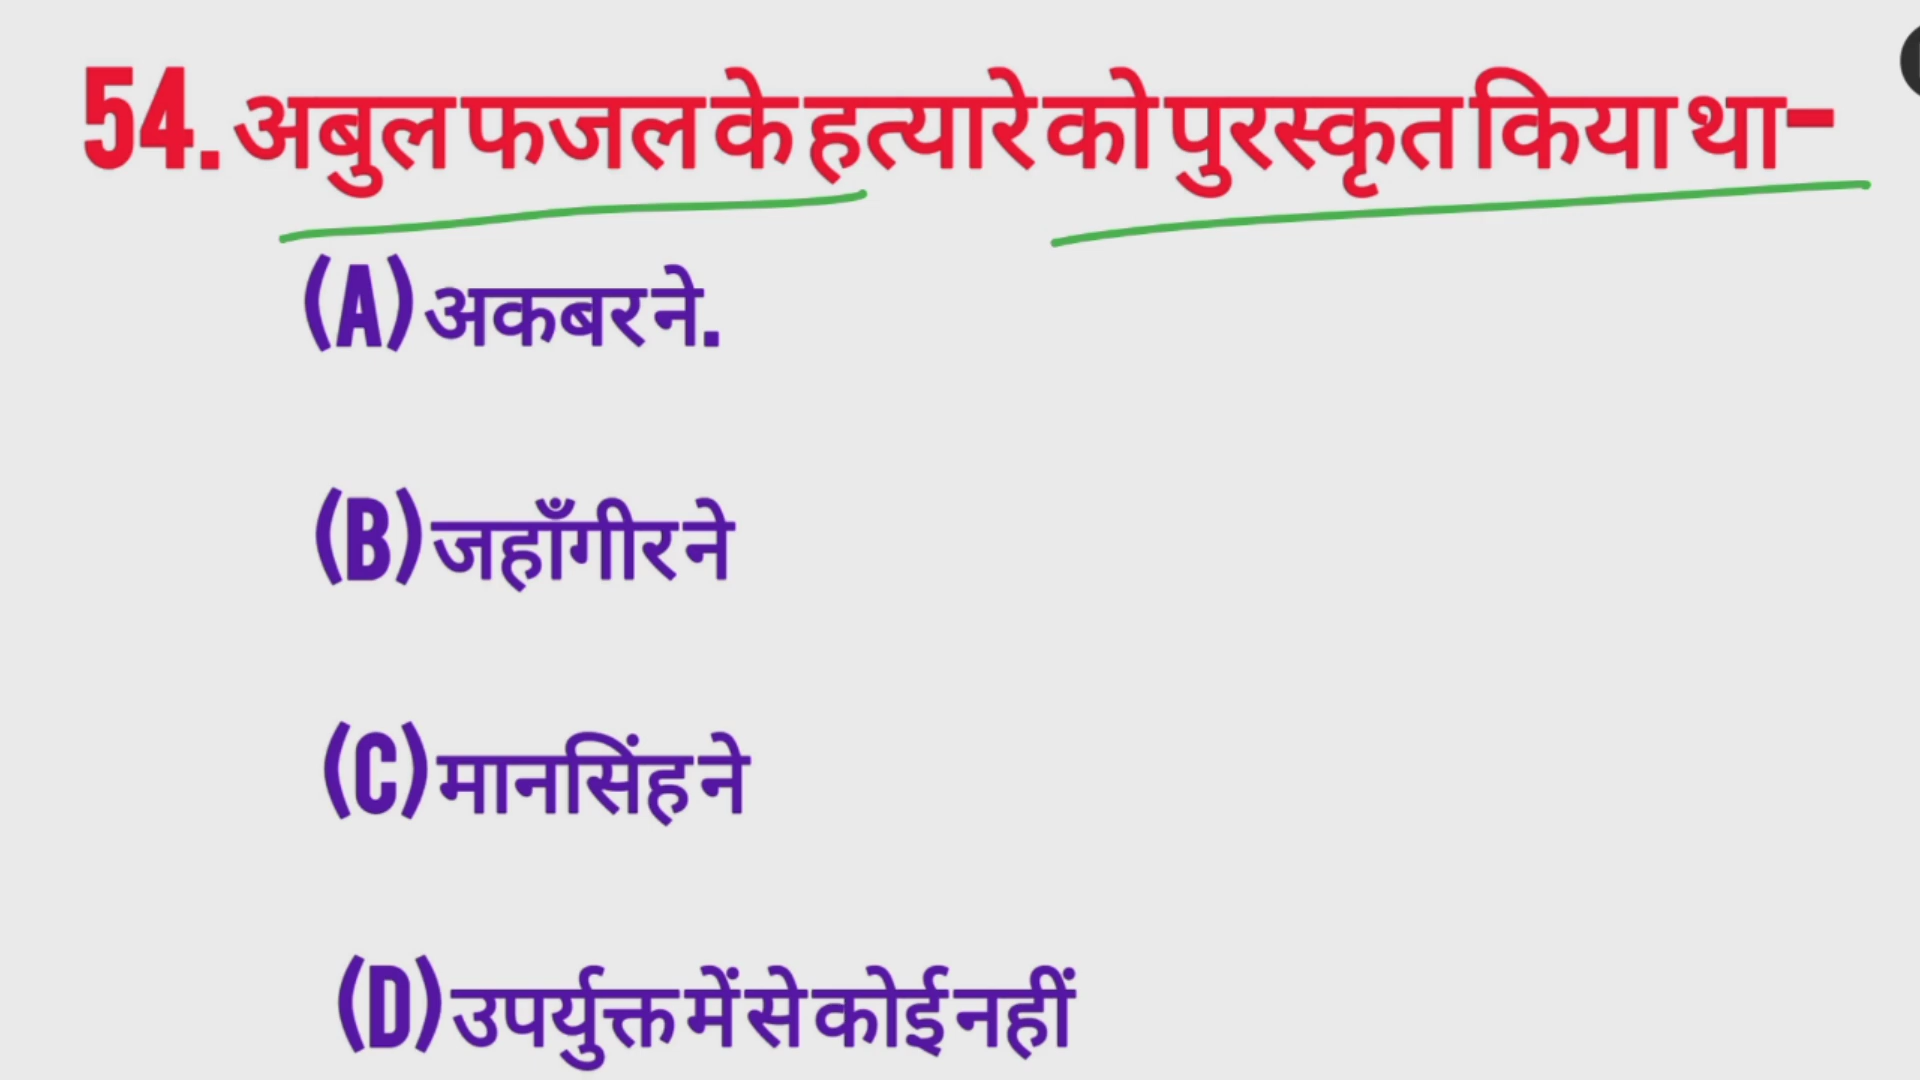 54. अबुल फजल के हत्यारे को पुरस्कृत किया था-
(A) अकबर ने.
(B) जहाँगीर ने
(C) मानसिंह ने
(D) उपर्युक्त में से कोई नहीं